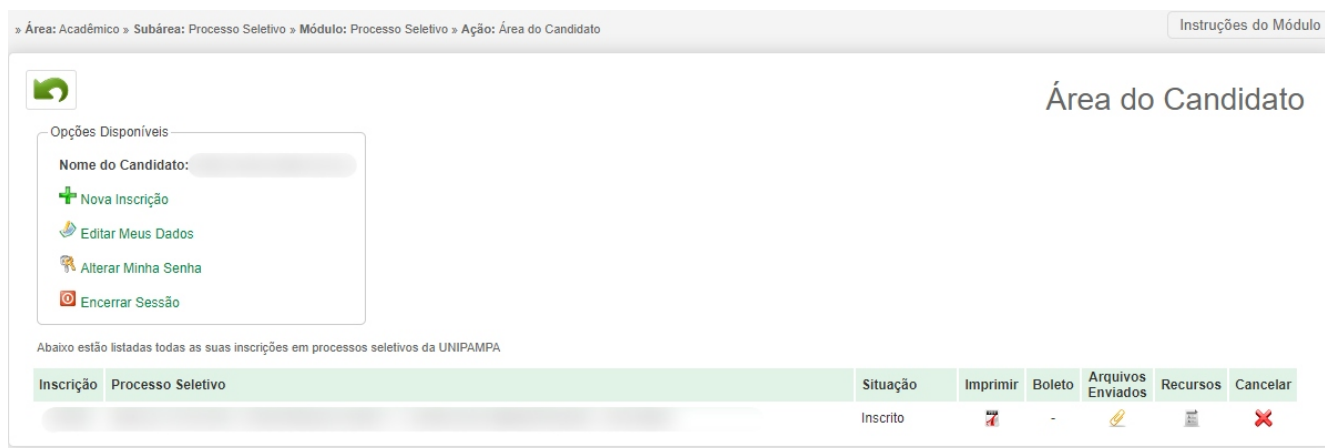 » Área: Acadêmico » Subárea: Processo Seletivo » Módulo: Processo Seletivo » Ação: Área do Candidato
Instruções do Módulo
Área do Candidato
Opções Disponíveis
Nome do Candidato:
Nova Inscrição
Editar Meus Dados
Alterar Minha Senha
Encerrar Sessão
Abaixo estão listadas todas as suas inscrições em processos seletivos da UNIPAMPA
Inscrição Processo Seletivo Situação Imprimir Boleto Arquivos Enviados Recursos Cancelar
Inscrito -